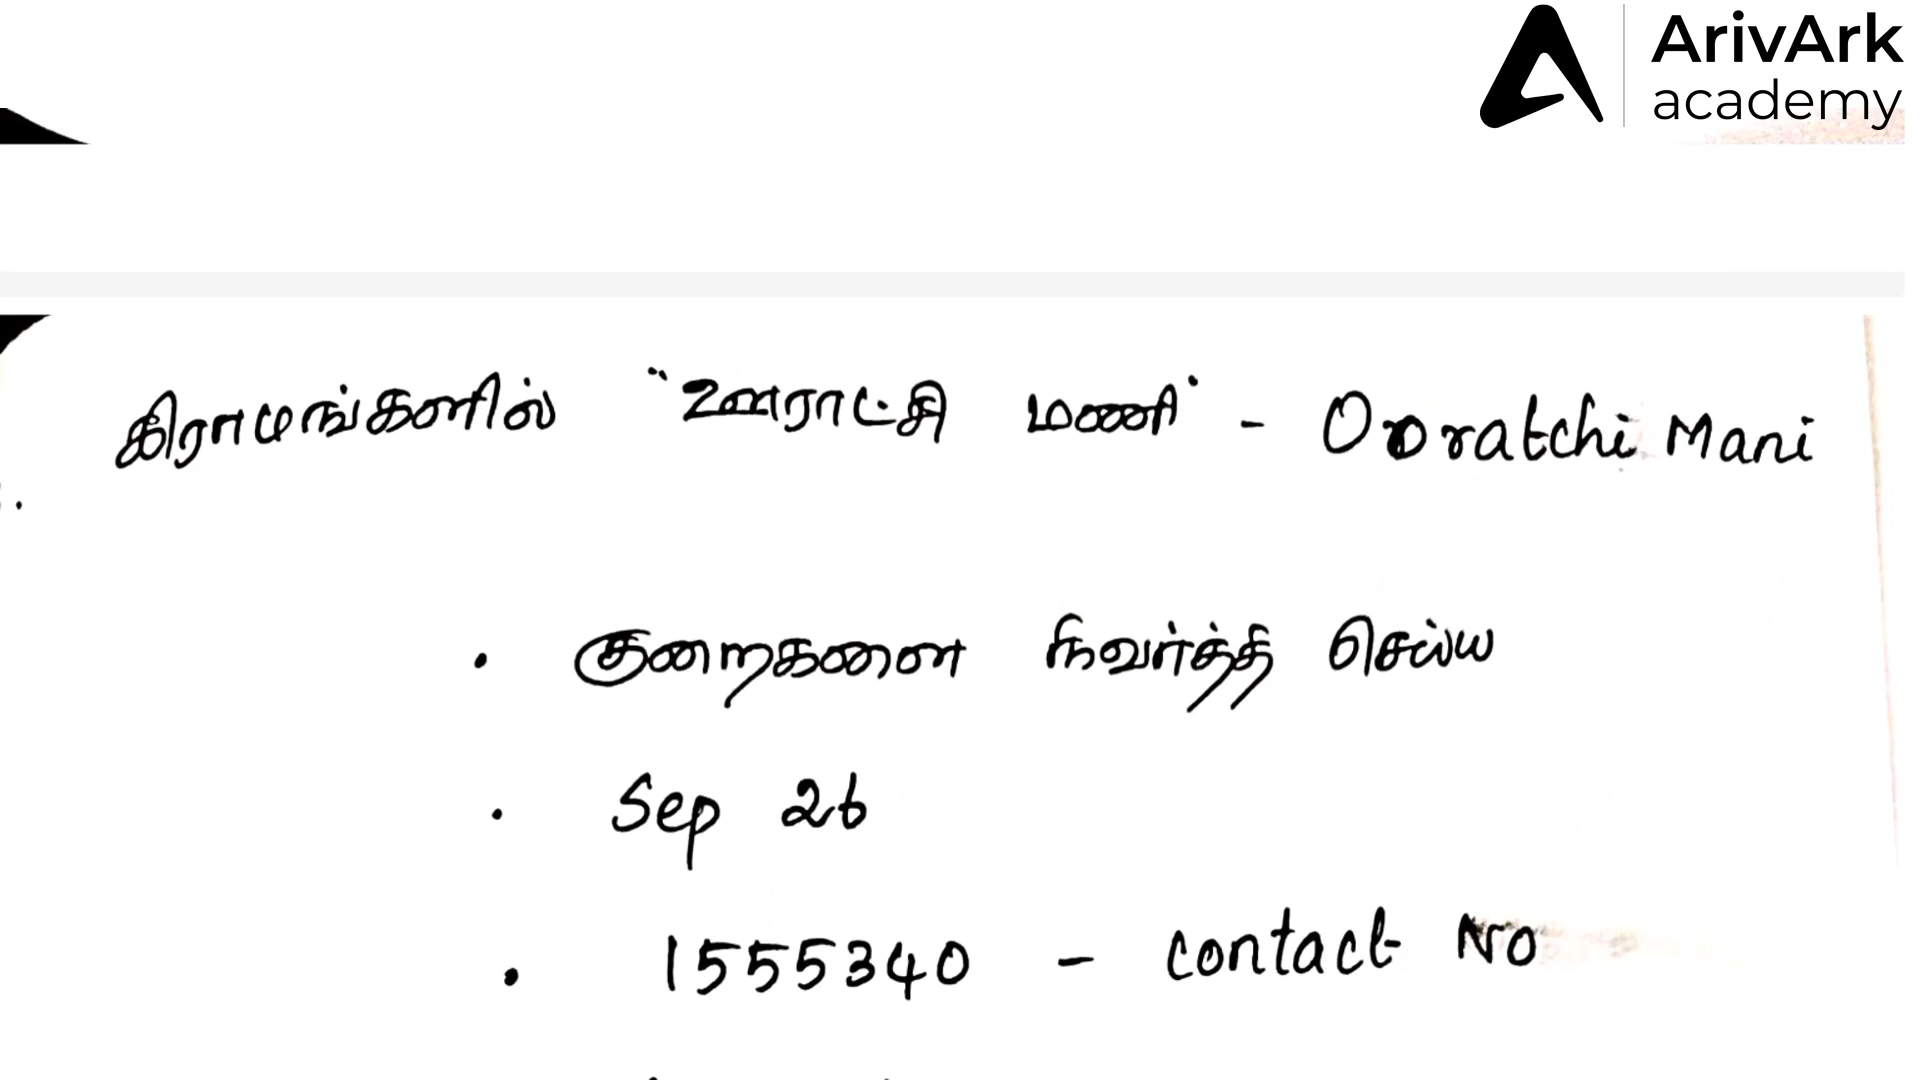 ArivArk
academy
கிராமங்களில் "ஊராட்சி மணி" - Ooratchi Mani
• குறைகளை நிவர்த்தி செய்ய
• Sep 26
• 1555340 - contact No